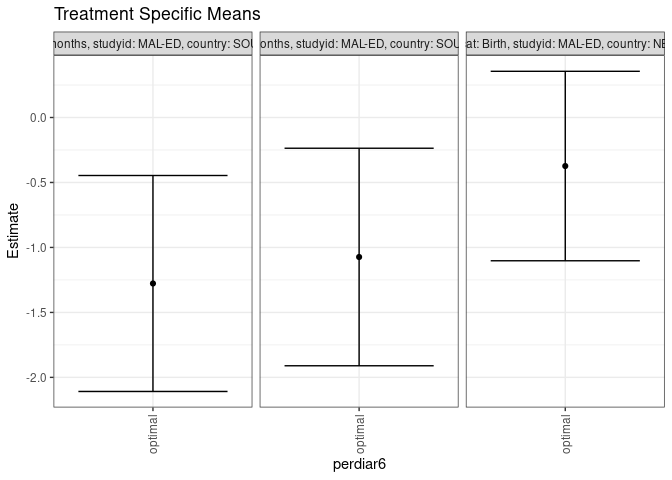 Treatment Specific Means
months, studyid: MAL-ED, country: SOU
onths, studyid: MAL-ED, country: SOU
at: Birth, studyid: MAL-ED, country: NE
Estimate
0.0
-0.5
-1.0
-1.5
-2.0
optimal
optimal
optimal
perdiar6